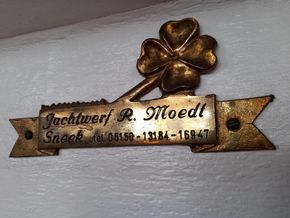 Jachtwerf R. Moedt
Sneek tel 05150-13184-16947